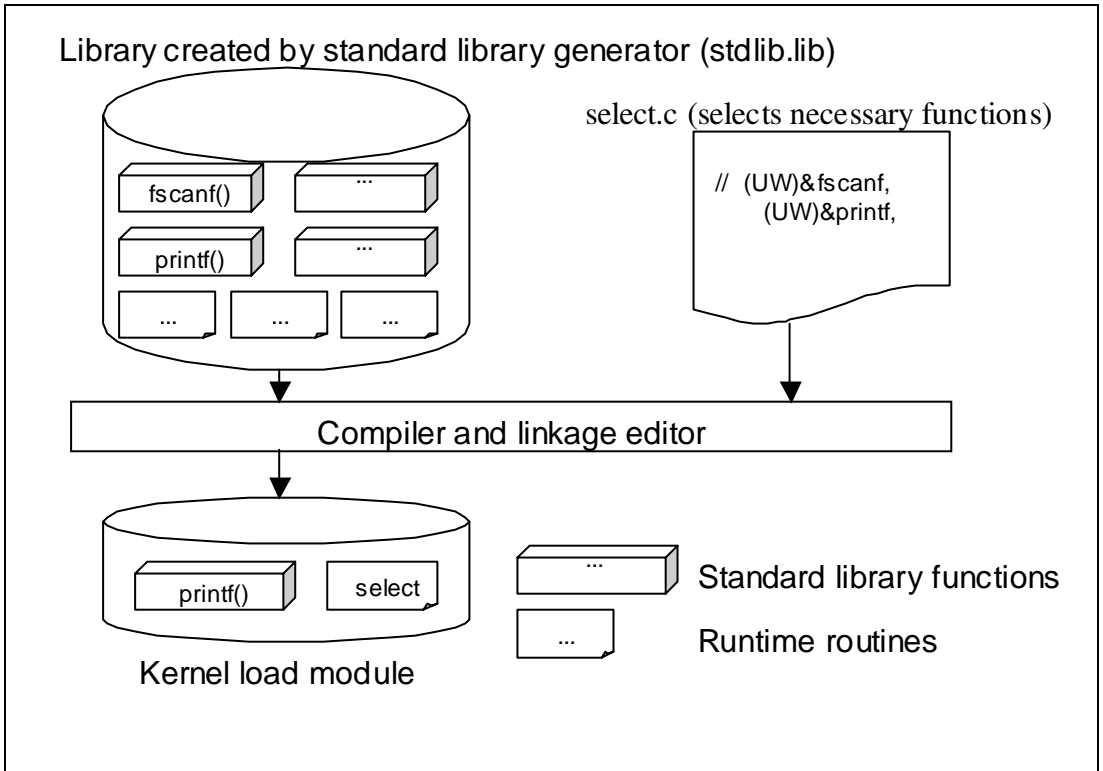 Library created by standard library generator (stdlib.lib)
select.c (selects necessary functions)
fscanf()
...
// (UW)&fscanf,
(UW)&printf,
printf()
...
...
...
...
Compiler and linkage editor
printf()
select
...
Standard library functions
...
Runtime routines
Kernel load module